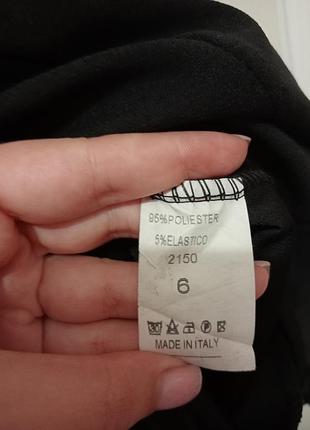 95%POLIESTER
5%ELASTICO
2150
6
MADE IN ITALY